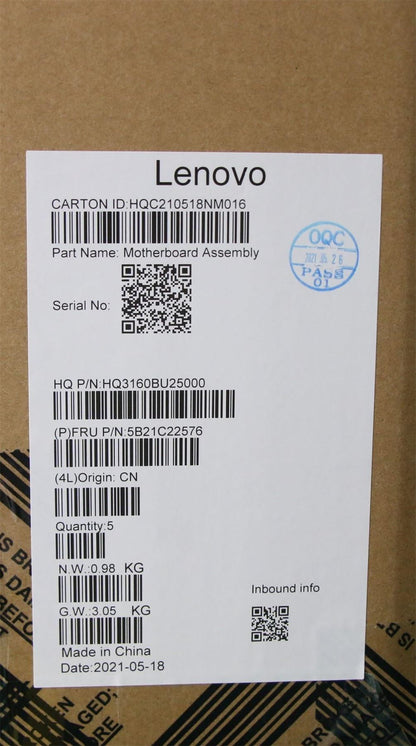 Lenovo
CARTON ID:HQC210518NM016
Part Name: Motherboard Assembly
OQC
2021.05.26
PASS
01
Serial No:
HQ P/N:HQ3160BU25000
(P)FRU P/N:5B21C22576
(4L)Origin: CN
Quantity:5
N.W.:0.98 KG
G.W.:3.05 KG
Inbound info
Made in China
Date:2021-05-18